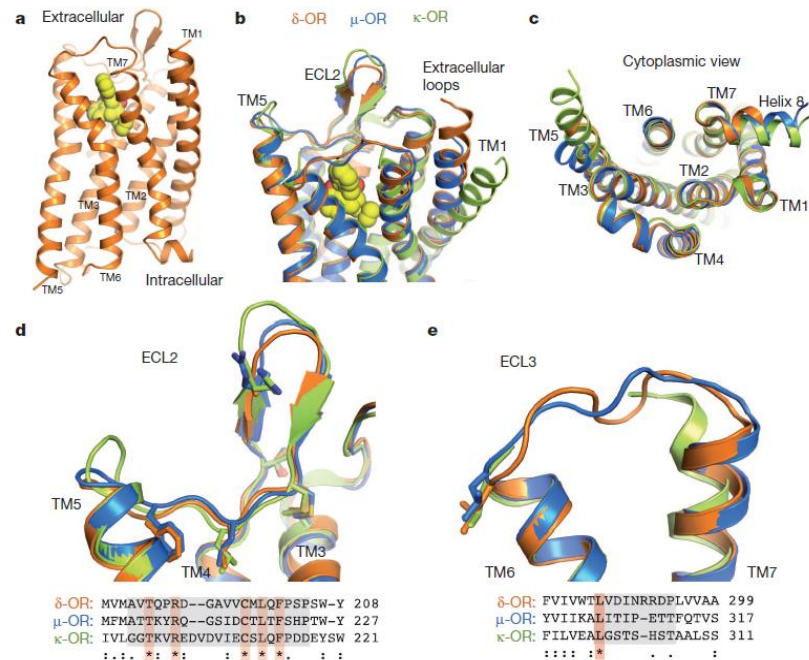 a
Extracellular
TM1
TM7
TM3
TM2
TM6
TM5
Intracellular
b
δ-OR μ-OR κ-OR
ECL2
Extracellular
loops
TM5
TM1
c
Cytoplasmic view
TM7
Helix 8
TM6
TM5
TM3
TM2
TM1
TM4
d
ECL2
TM5
TM4
TM3
δ-OR: MVMAVTQPRD--GAVVCMLQFPSPSW-Y 208
μ-OR: MFMATTKYRQ--GSIDCTLTFSHPTW-Y 227
κ-OR: IVLGGTKVREDVDVIECSLQFPDDEYSW 221
:.:. * * * * * . :
e
ECL3
TM6
TM7
δ-OR: FVIVWTLVDINRRDPLVVAA 299
μ-OR: YVIIKALITIP-ETTFQTVS 317
κ-OR: FILVEALGSTSHSTAALSS 311
:::: :* . .